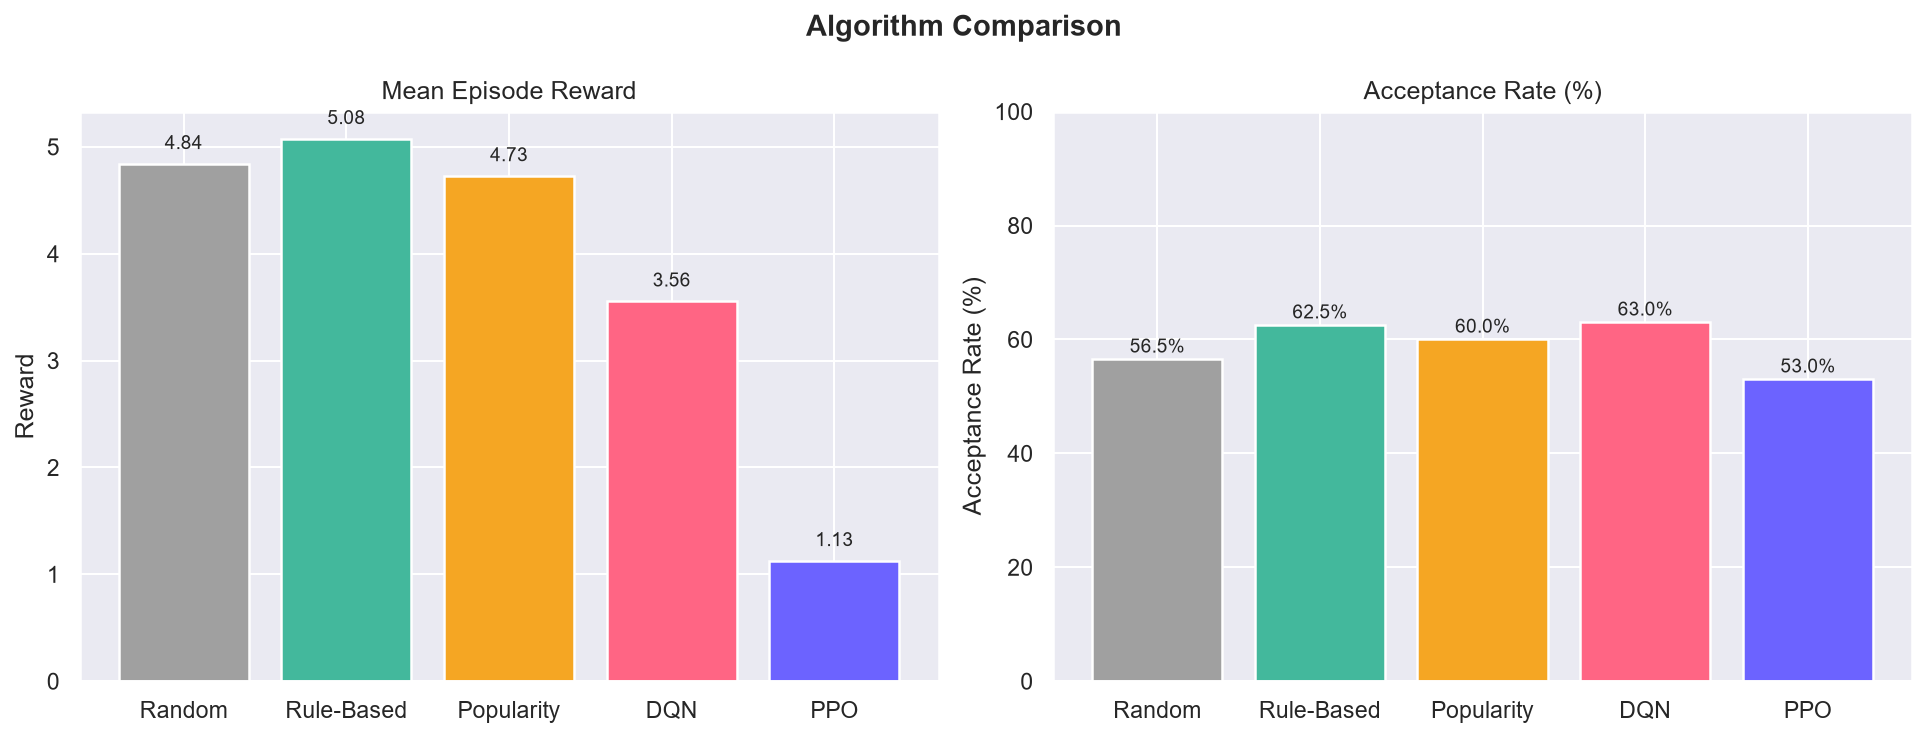 Algorithm Comparison
Mean Episode Reward
Reward
5
4
3
2
1
0
4.84
5.08
4.73
3.56
1.13
Random
Rule-Based
Popularity
DQN
PPO
Acceptance Rate (%)
Acceptance Rate (%)
100
80
60
40
20
0
56.5%
62.5%
60.0%
63.0%
53.0%
Random
Rule-Based
Popularity
DQN
PPO